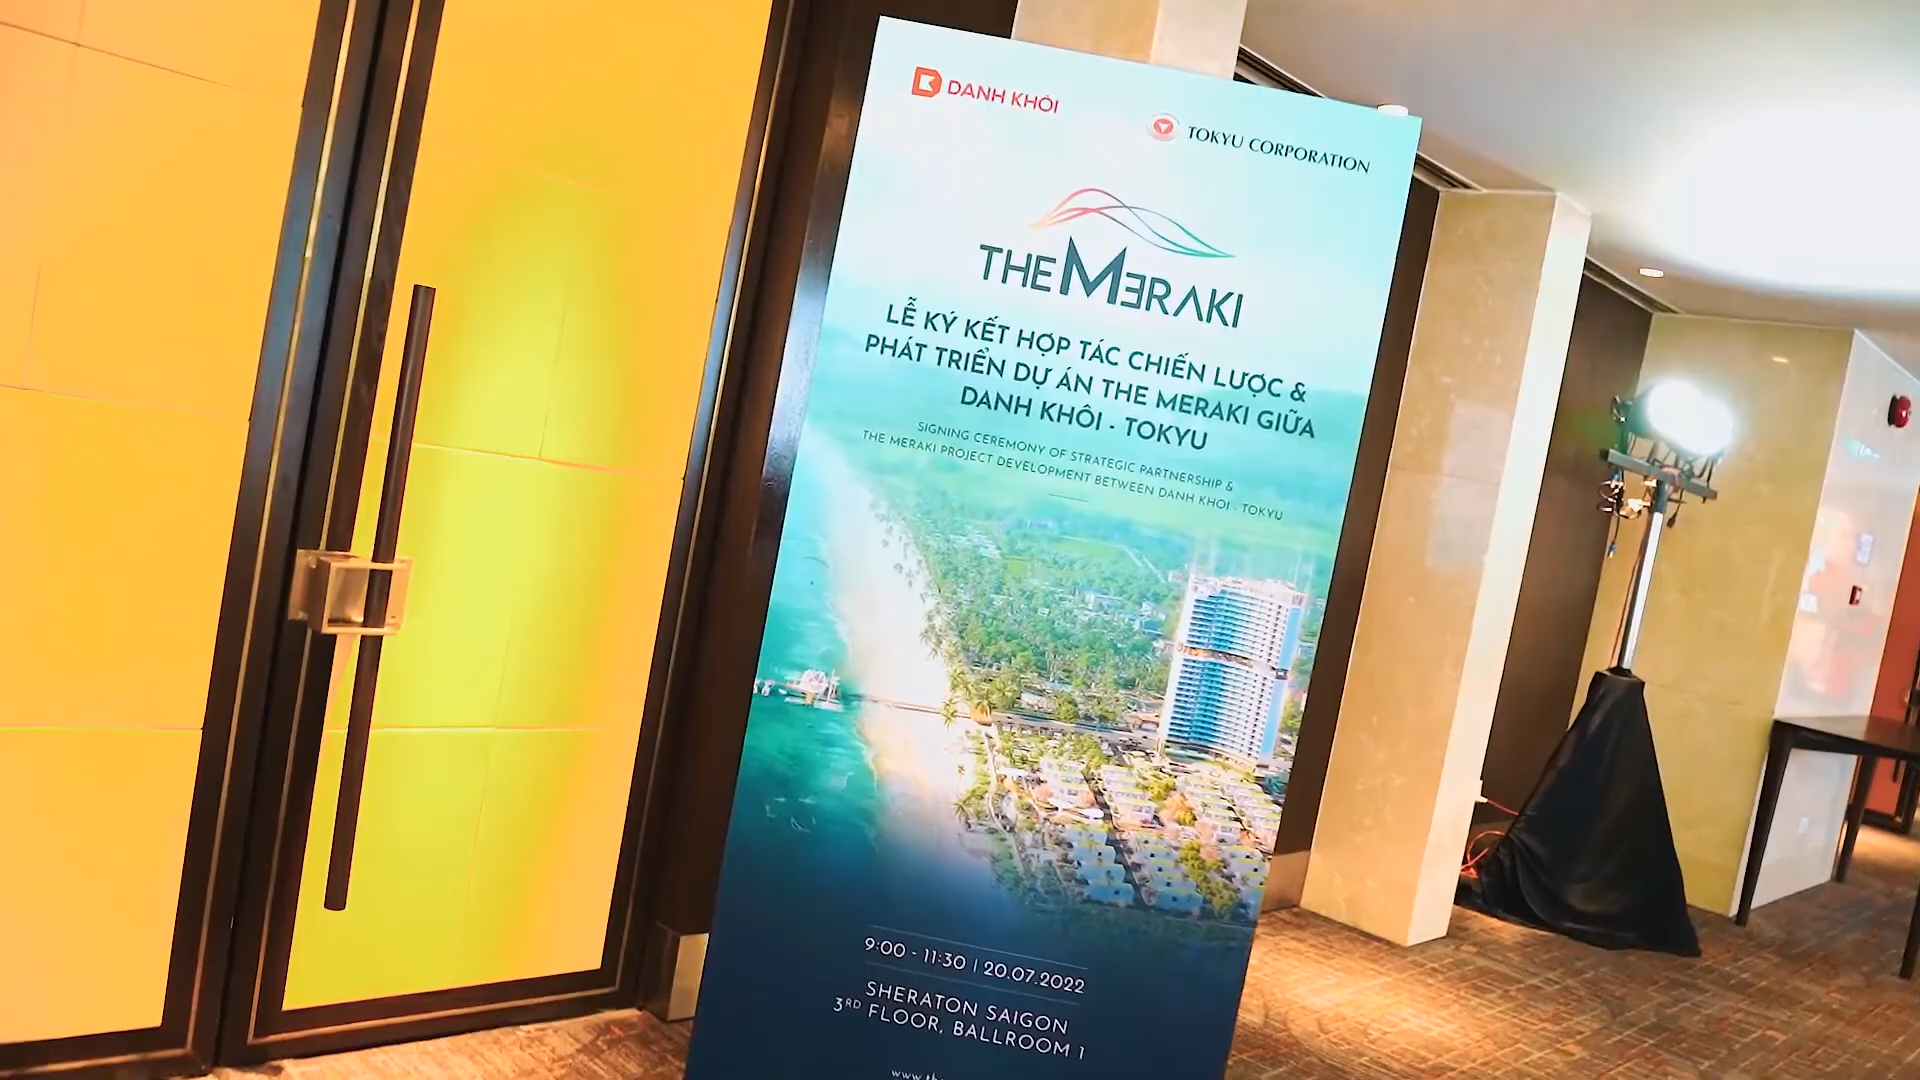 DANH KHÔI
TOKYU CORPORATION
THE MERAKI
LỄ KÝ KẾT HỢP TÁC CHIẾN LƯỢC &
PHÁT TRIỂN DỰ ÁN THE MERAKI GIỮA
DANH KHÔI - TOKYU
SIGNING CEREMONY OF STRATEGIC PARTNERSHIP &
THE MERAKI PROJECT DEVELOPMENT BETWEEN DANH KHOI - TOKYU
9:00 - 11:30 | 20.07.2022
SHERATON SAIGON
3RD FLOOR, BALLROOM 1